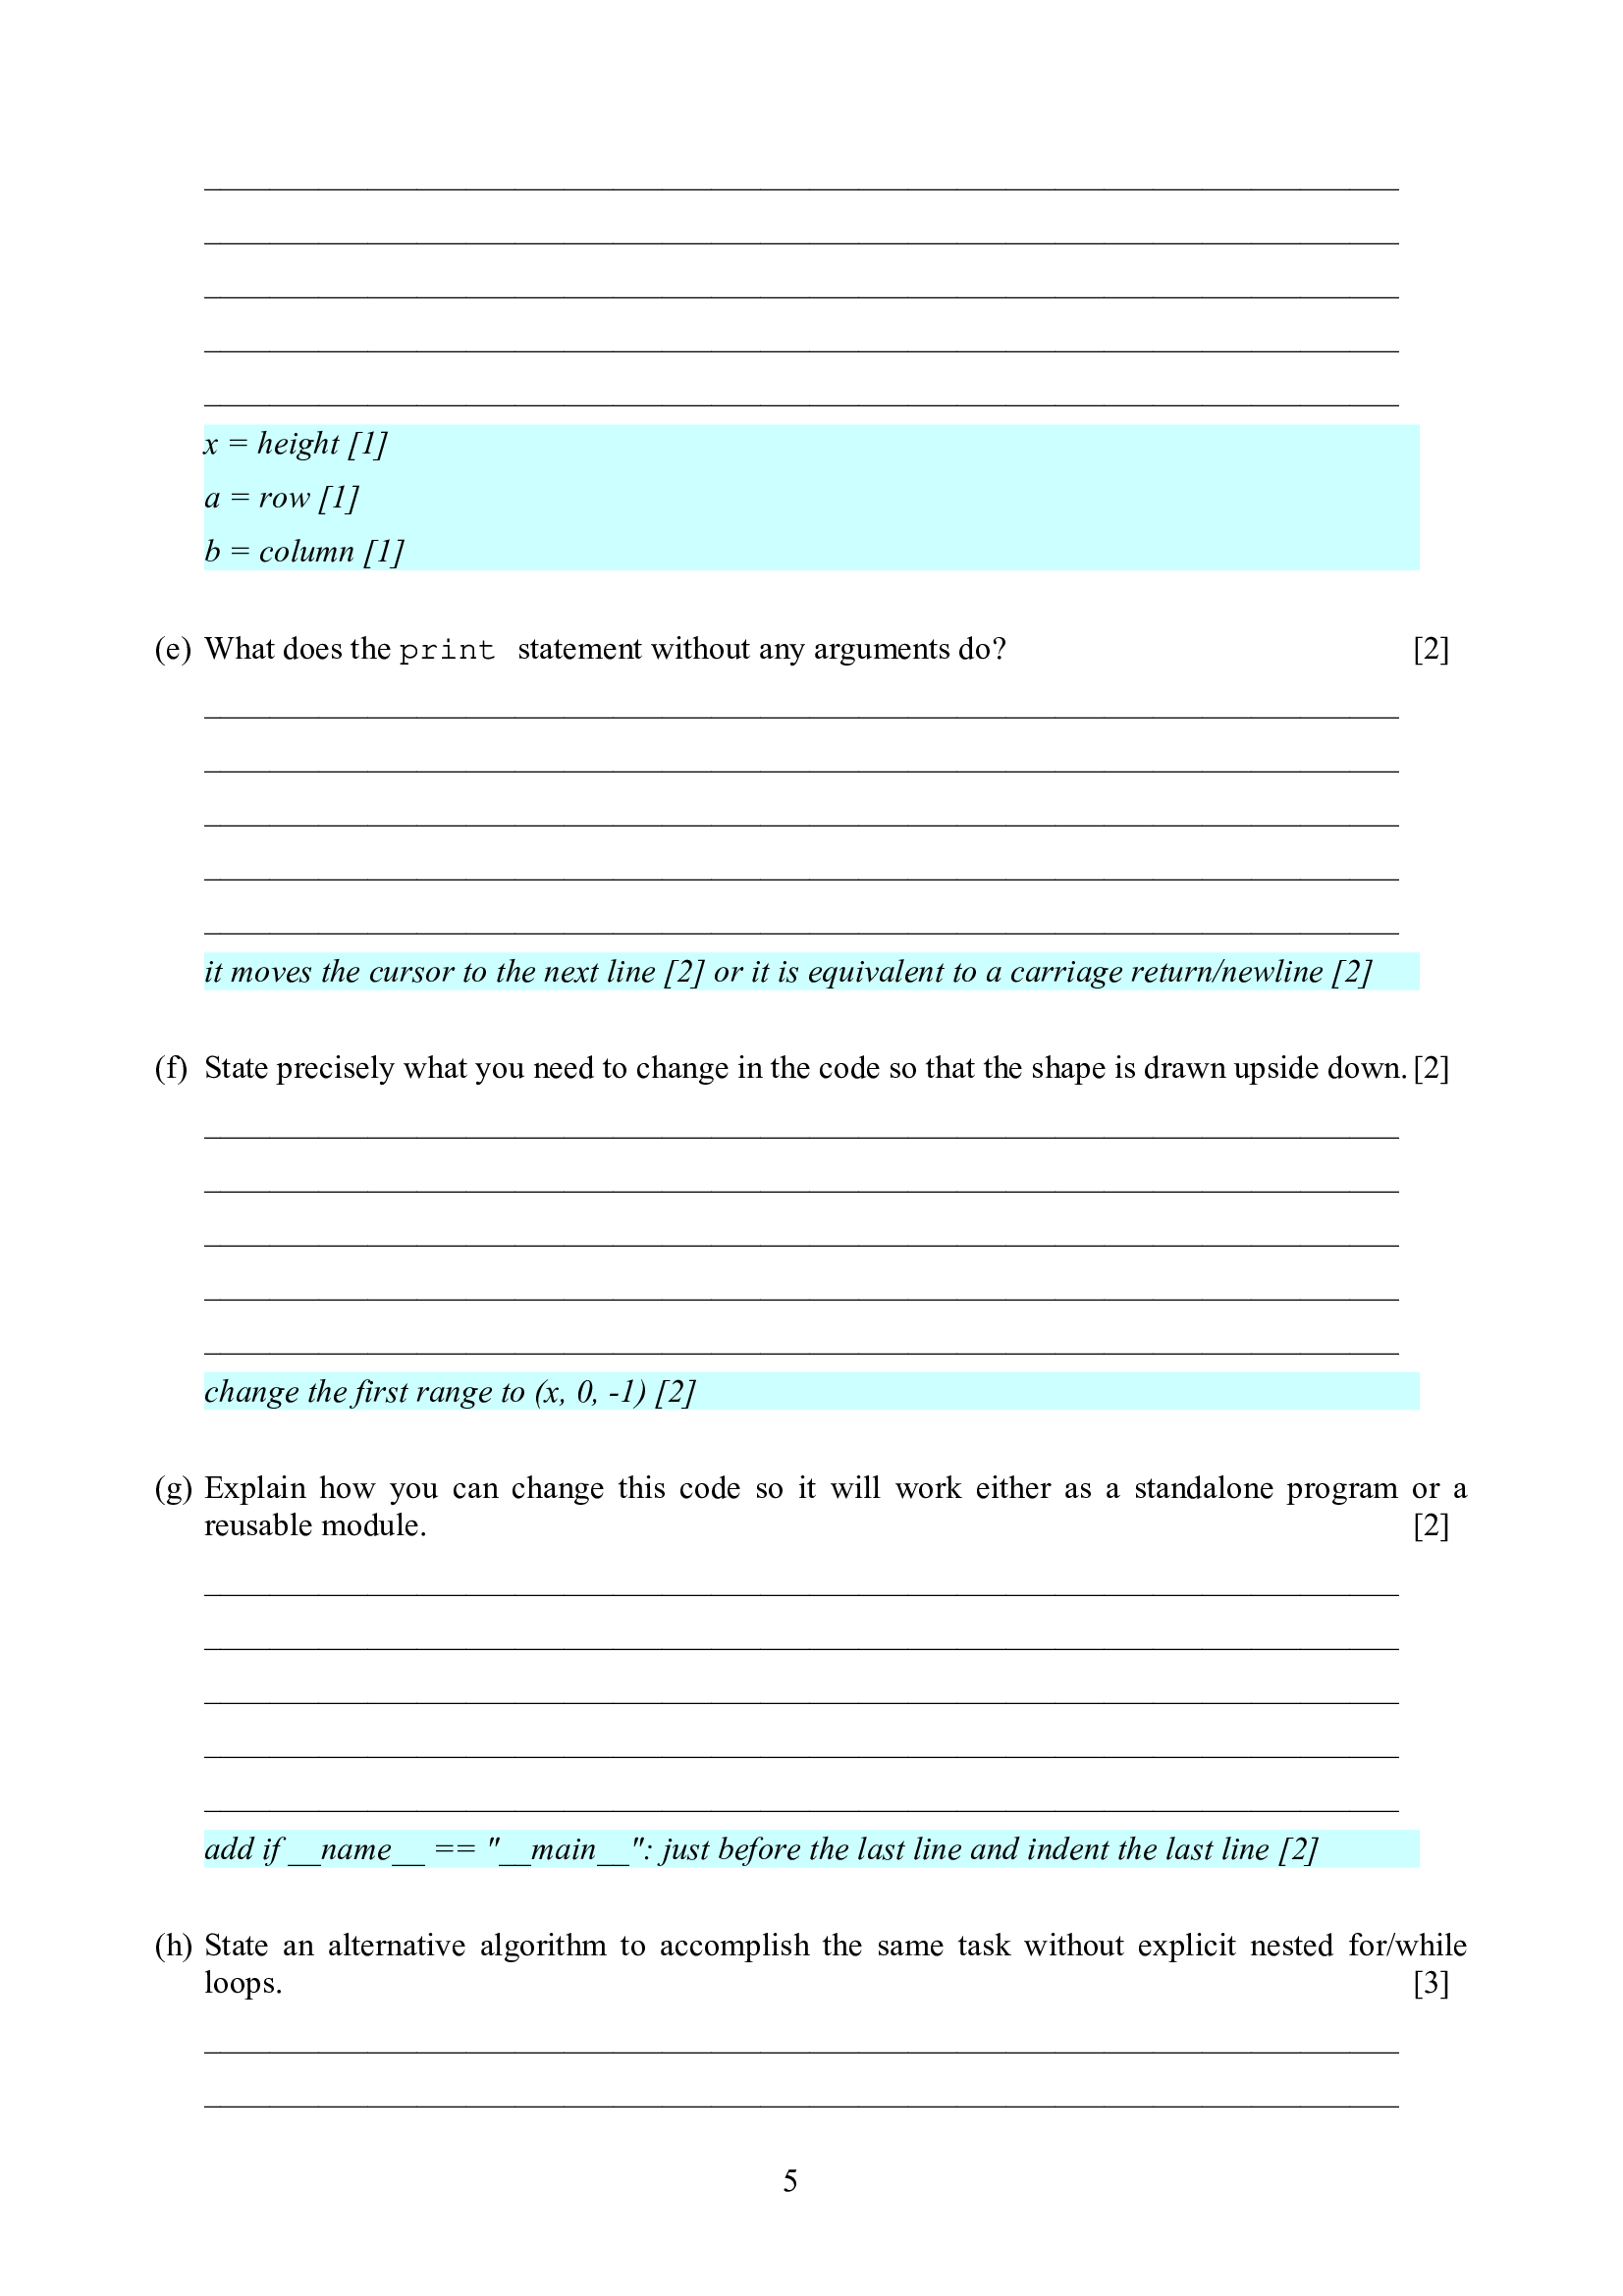 x = height [1]
a = row [1]
b = column [1]
(e) What does the print statement without any arguments do? [2]
it moves the cursor to the next line [2] or it is equivalent to a carriage return/newline [2]
(f) State precisely what you need to change in the code so that the shape is drawn upside down. [2]
change the first range to (x, 0, -1) [2]
(g) Explain how you can change this code so it will work either as a standalone program or a
reusable module. [2]
add if __name__ == "__main__": just before the last line and indent the last line [2]
(h) State an alternative algorithm to accomplish the same task without explicit nested for/while
loops. [3]
5